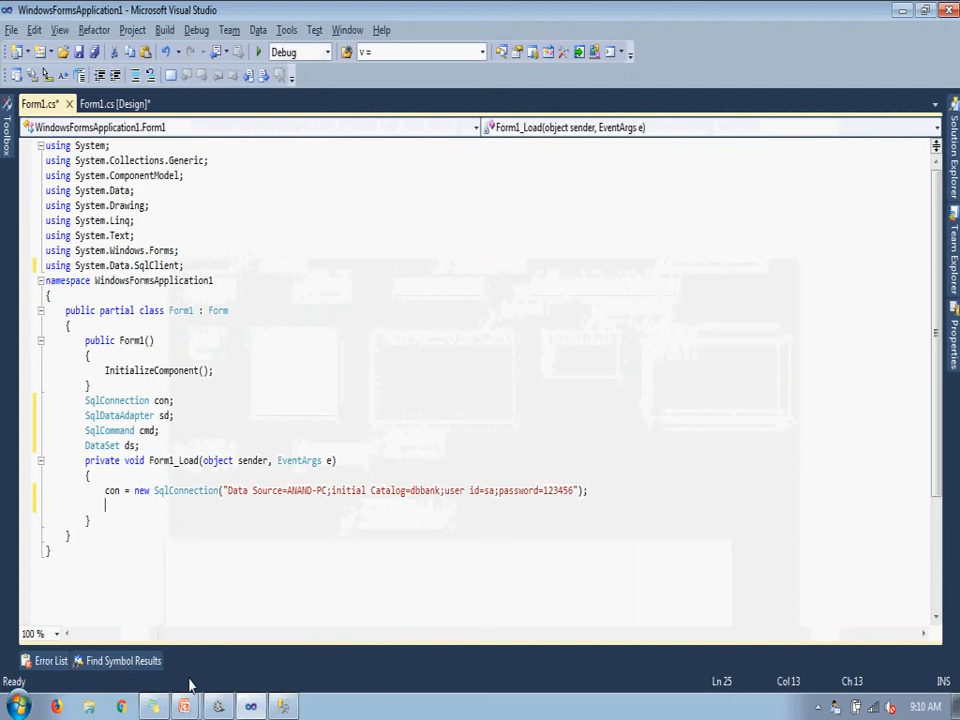 WindowsFormsApplication1 - Microsoft Visual Studio
File Edit View Refactor Project Build Debug Team Data Tools Test Window Help
Debug v =
Form1.cs* Form1.cs [Design]*
WindowsFormsApplication1.Form1 Form1_Load(object sender, EventArgs e)
Toolbox
Solution Explorer
Team Explorer
Properties
using System;
using System.Collections.Generic;
using System.ComponentModel;
using System.Data;
using System.Drawing;
using System.Linq;
using System.Text;
using System.Windows.Forms;
using System.Data.SqlClient;
namespace WindowsFormsApplication1
{
public partial class Form1 : Form
{
public Form1()
{
InitializeComponent();
}
SqlConnection con;
SqlDataAdapter sd;
SqlCommand cmd;
DataSet ds;
private void Form1_Load(object sender, EventArgs e)
{
con = new SqlConnection("Data Source=ANAND-PC;initial Catalog=dbbank;user id=sa;password=123456");
}
}
}
100 %
Error List Find Symbol Results
Ready Ln 25 Col 13 Ch 13 INS
9:10 AM